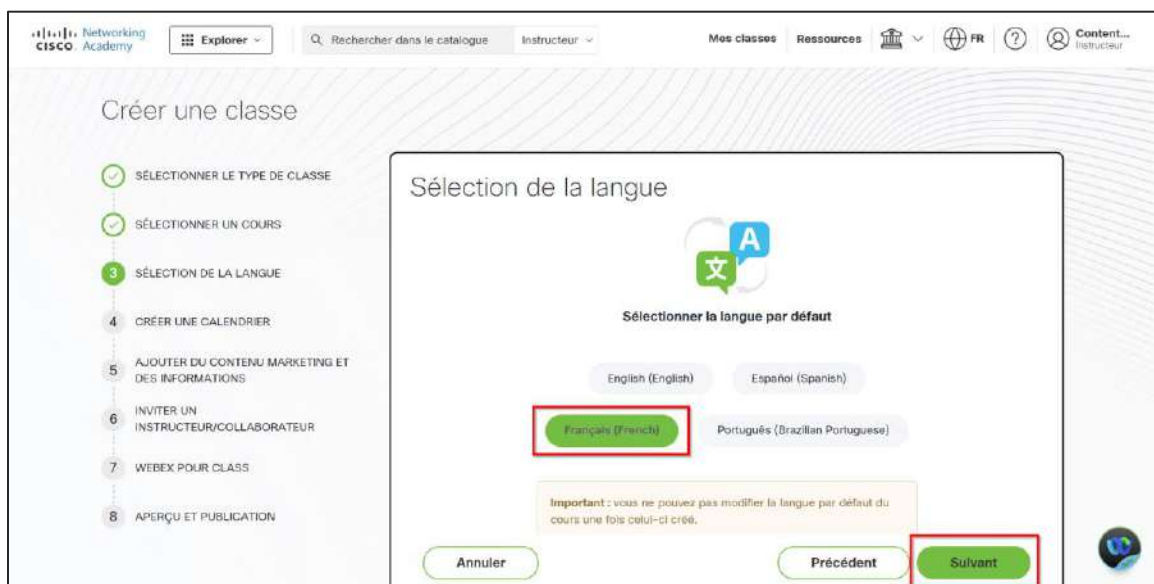 Networking
CISCO Academy
Explorer
Rechercher dans le catalogue
Instructeur
Mes classes
Ressources
FR
?
Content...
Instructeur
Créer une classe
SÉLECTIONNER LE TYPE DE CLASSE
SÉLECTIONNER UN COURS
3 SÉLECTION DE LA LANGUE
4 CRÉER UNE CALENDRIER
5 AJOUTER DU CONTENU MARKETING ET
DES INFORMATIONS
6 INVITER UN
INSTRUCTEUR/COLLABORATEUR
7 WEBEX POUR CLASS
8 APERÇU ET PUBLICATION
Sélection de la langue
A
文
Sélectionner la langue par défaut
English (English)
Español (Spanish)
Français (French)
Português (Brazilian Portuguese)
Important : vous ne pouvez pas modifier la langue par défaut du
cours une fois celui-ci créé.
Annuler
Précédent
Suivant